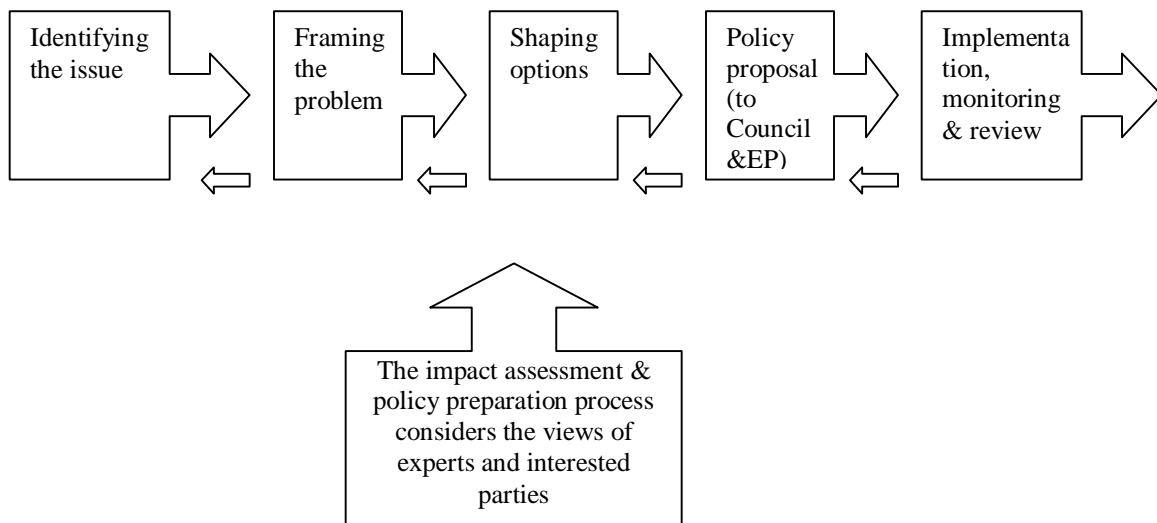 Identifying
the issue
Framing
the
problem
Shaping
options
Policy
proposal
(to
Council
&EP)
Implementa
tion,
monitoring
& review
The impact assessment &
policy preparation process
considers the views of
experts and interested
parties